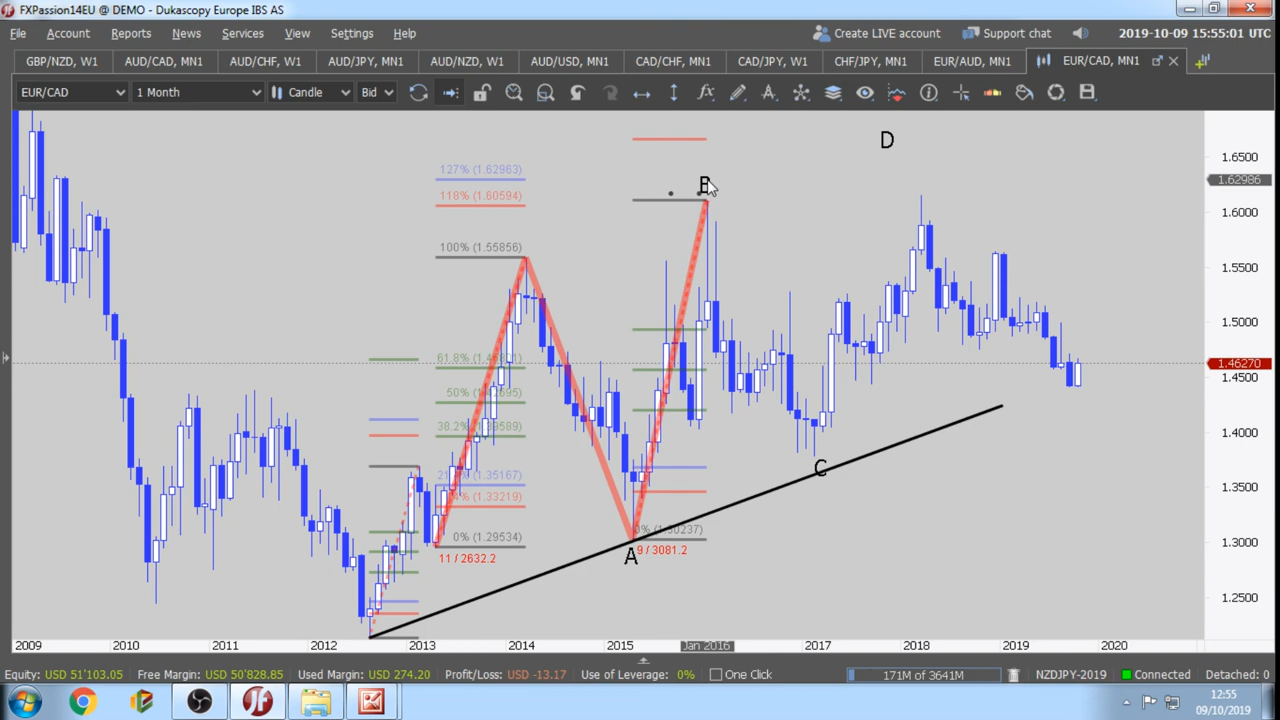 FXPassion14EU @ DEMO - Dukascopy Europe IBS AS
File Account Reports News Services View Settings Help
Create LIVE account Support chat 2019-10-09 15:55:01 UTC
GBP/NZD, W1 AUD/CAD, MN1 AUD/CHF, W1 AUD/JPY, MN1 AUD/NZD, W1 AUD/USD, MN1 CAD/CHF, MN1 CAD/JPY, W1 CHF/JPY, MN1 EUR/AUD, MN1 EUR/CAD, MN1
EUR/CAD 1 Month Candle Bid
D
1.6500
127% (1.62963)
1.62986
B
118% (1.60594)
1.6000
100% (1.55856)
1.5500
1.5000
61.8%
1.46270
1.4500
50%
38.2%
1.4000
C
(1.35167)
1.3500
(1.33219)
0% (1.29534)
1.3000
A
11 / 2632.2
9 / 3081.2
1.2500
2009 2010 2011 2012 2013 2014 2015 Jan 2016 2017 2018 2019 2020
Equity: USD 51'103.05 Free Margin: USD 50'828.85 Used Margin: USD 274.20 Profit/Loss: USD -13.17 Use of Leverage: 0% One Click 171M of 3641M NZDJPY-2019 Connected Detached: 0
12:55
09/10/2019